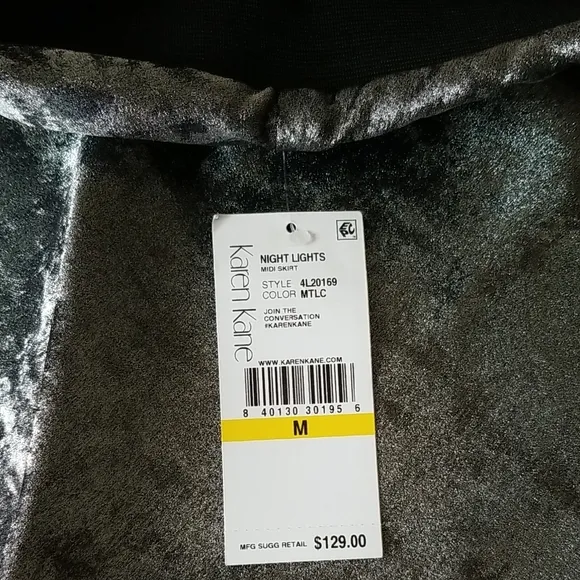 Karen Kane
NIGHT LIGHTS
MIDI SKIRT
STYLE 4L20169
COLOR MTLC
JOIN THE
CONVERSATION
#KARENKANE
WWW.KARENKANE.COM
8 40130 30195 6
M
MFG SUGG RETAIL $129.00